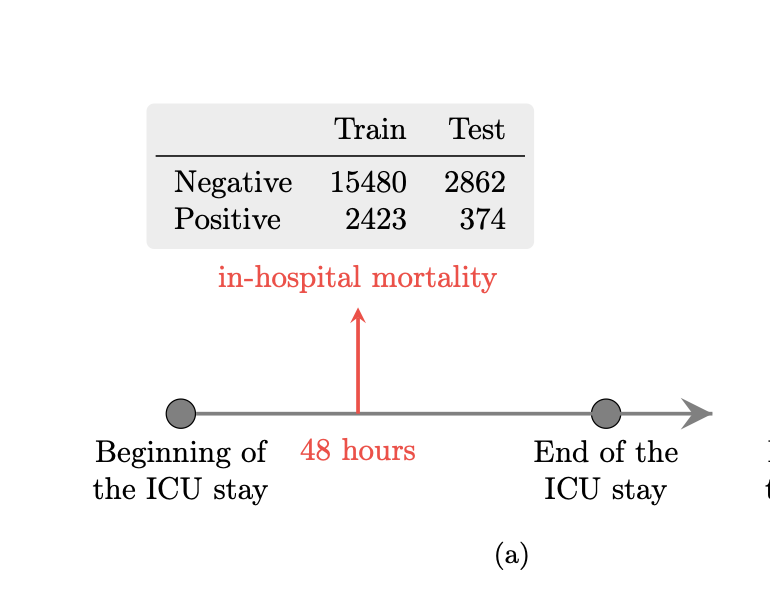 Train Test
Negative 15480 2862
Positive 2423 374
in-hospital mortality
48 hours
Beginning of
the ICU stay
End of the
ICU stay
(a)